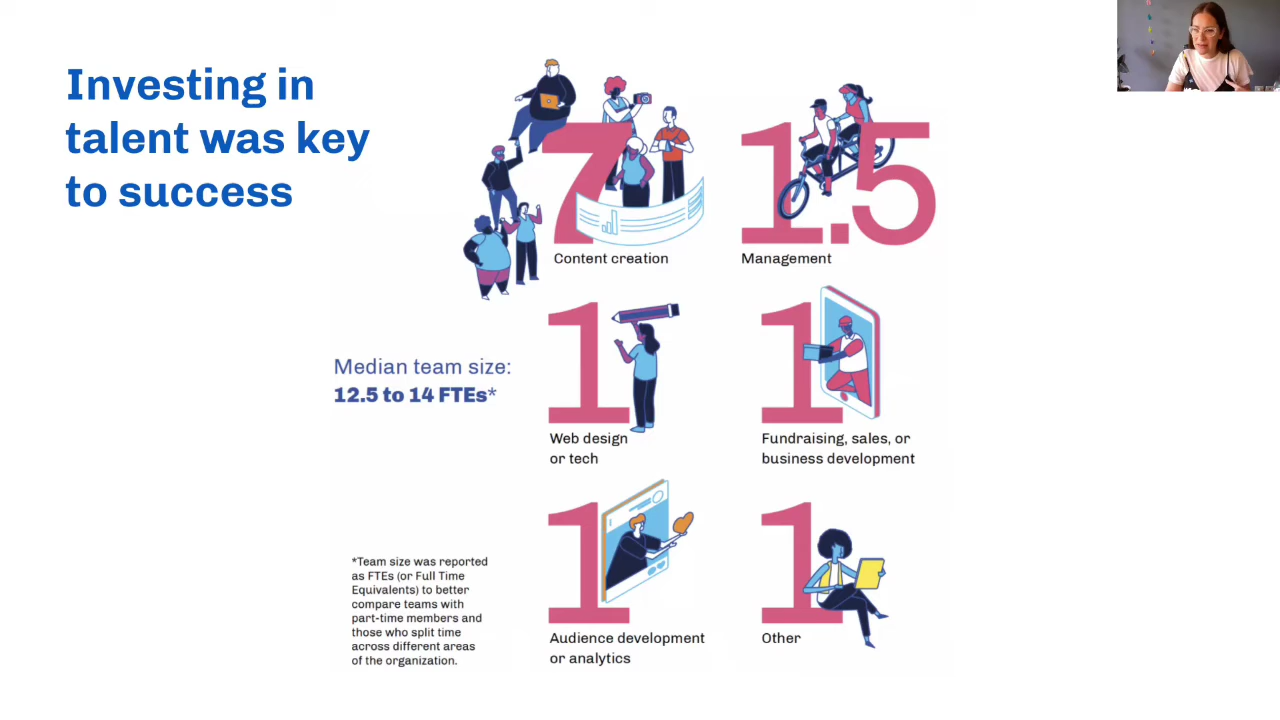 Investing in
talent was key
to success
7
Content creation
1.5
Management
Median team size:
12.5 to 14 FTEs*
1
Web design
or tech
1
Fundraising, sales, or
business development
*Team size was reported
as FTEs (or Full Time
Equivalents) to better
compare teams with
part-time members and
those who split time
across different areas
of the organization.
1
Audience development
or analytics
1
Other